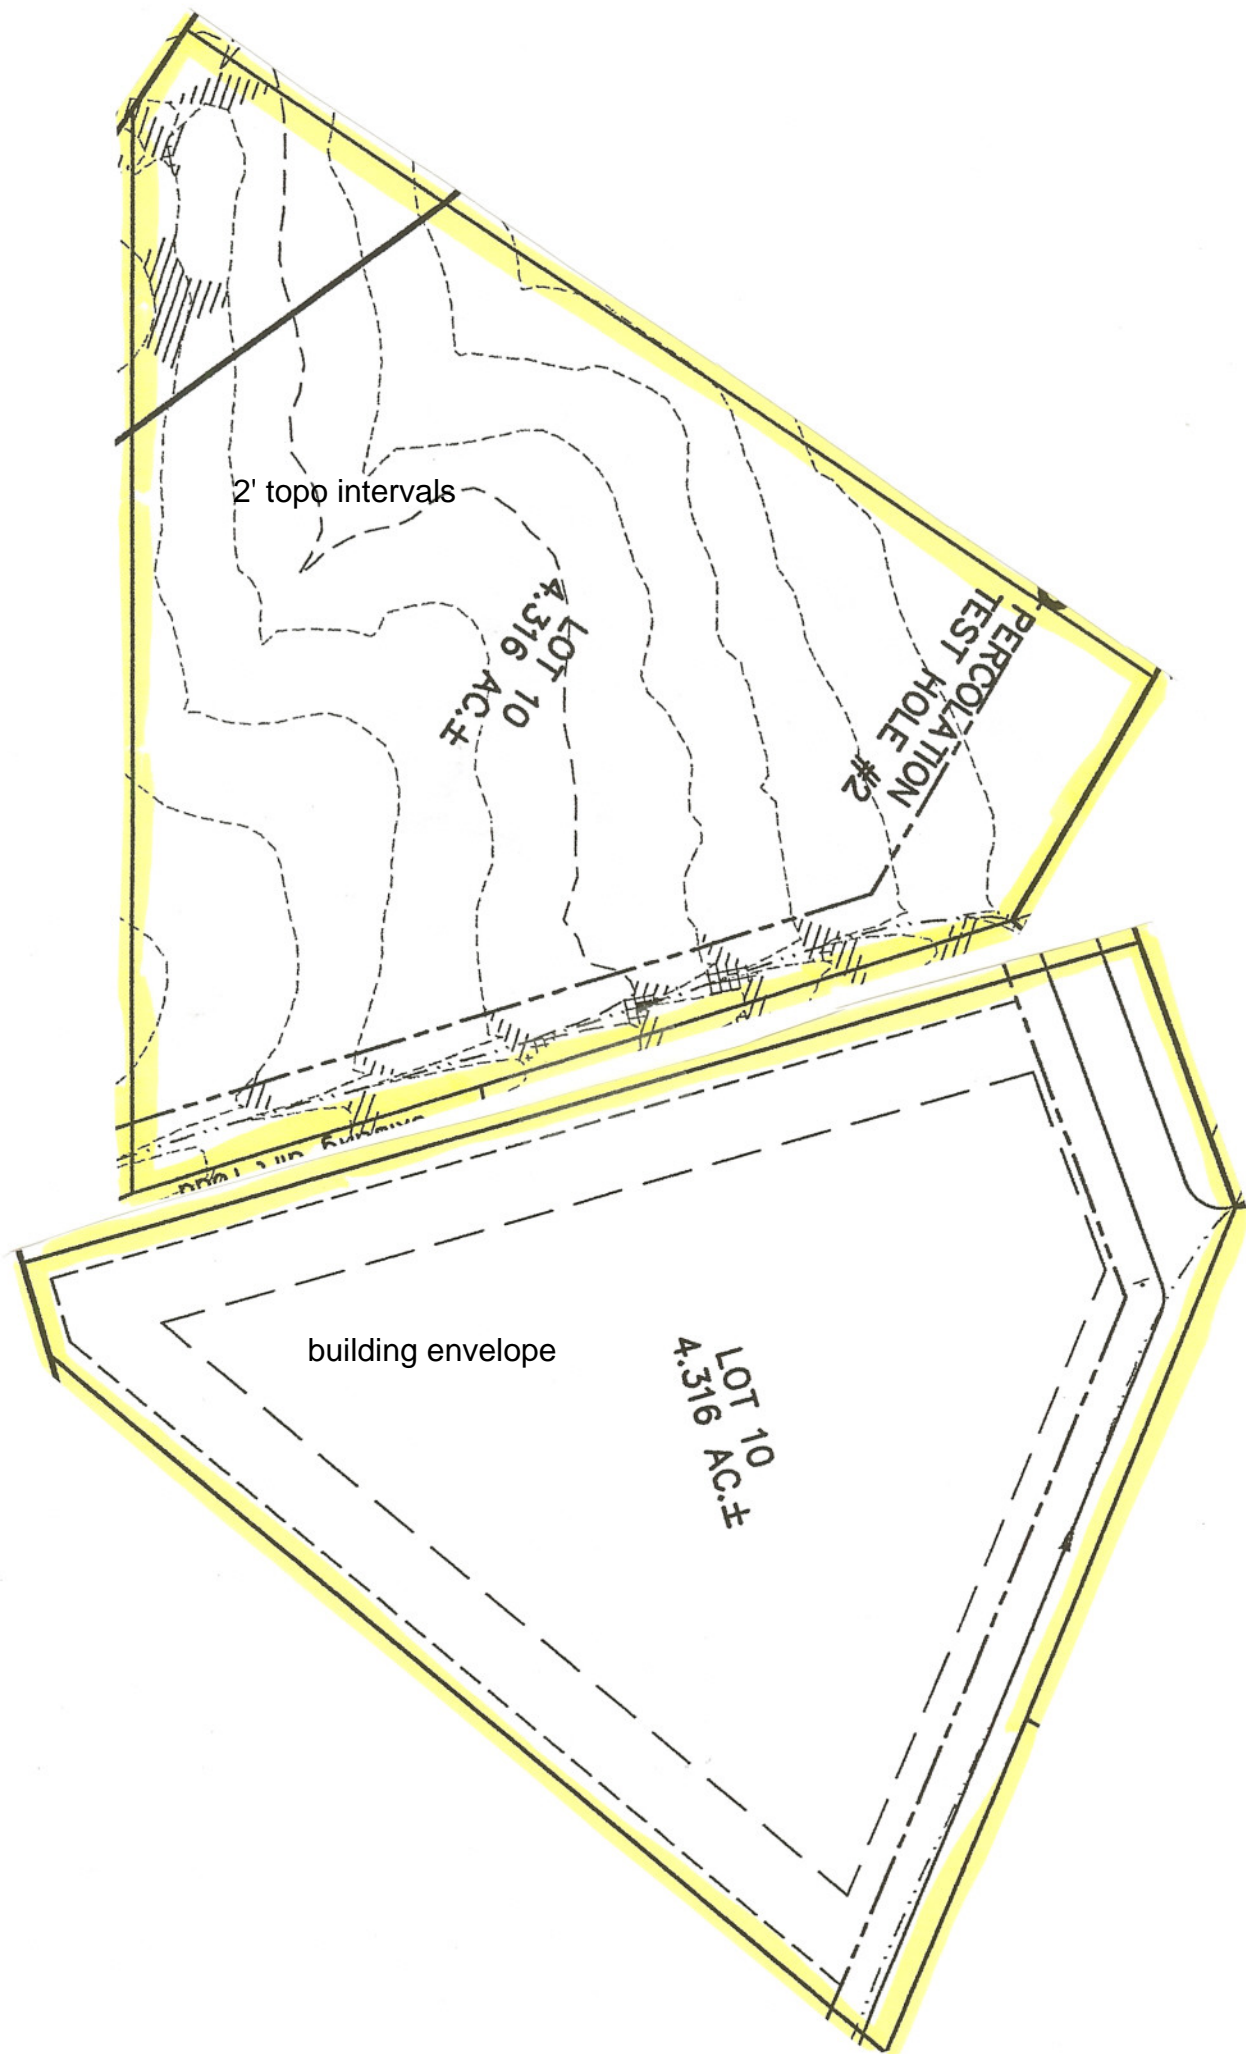 2' topo intervals
LOT 10
4.316 AC.±
PERCOLATION
TEST HOLE #2
building envelope
LOT 10
4.316 AC.±